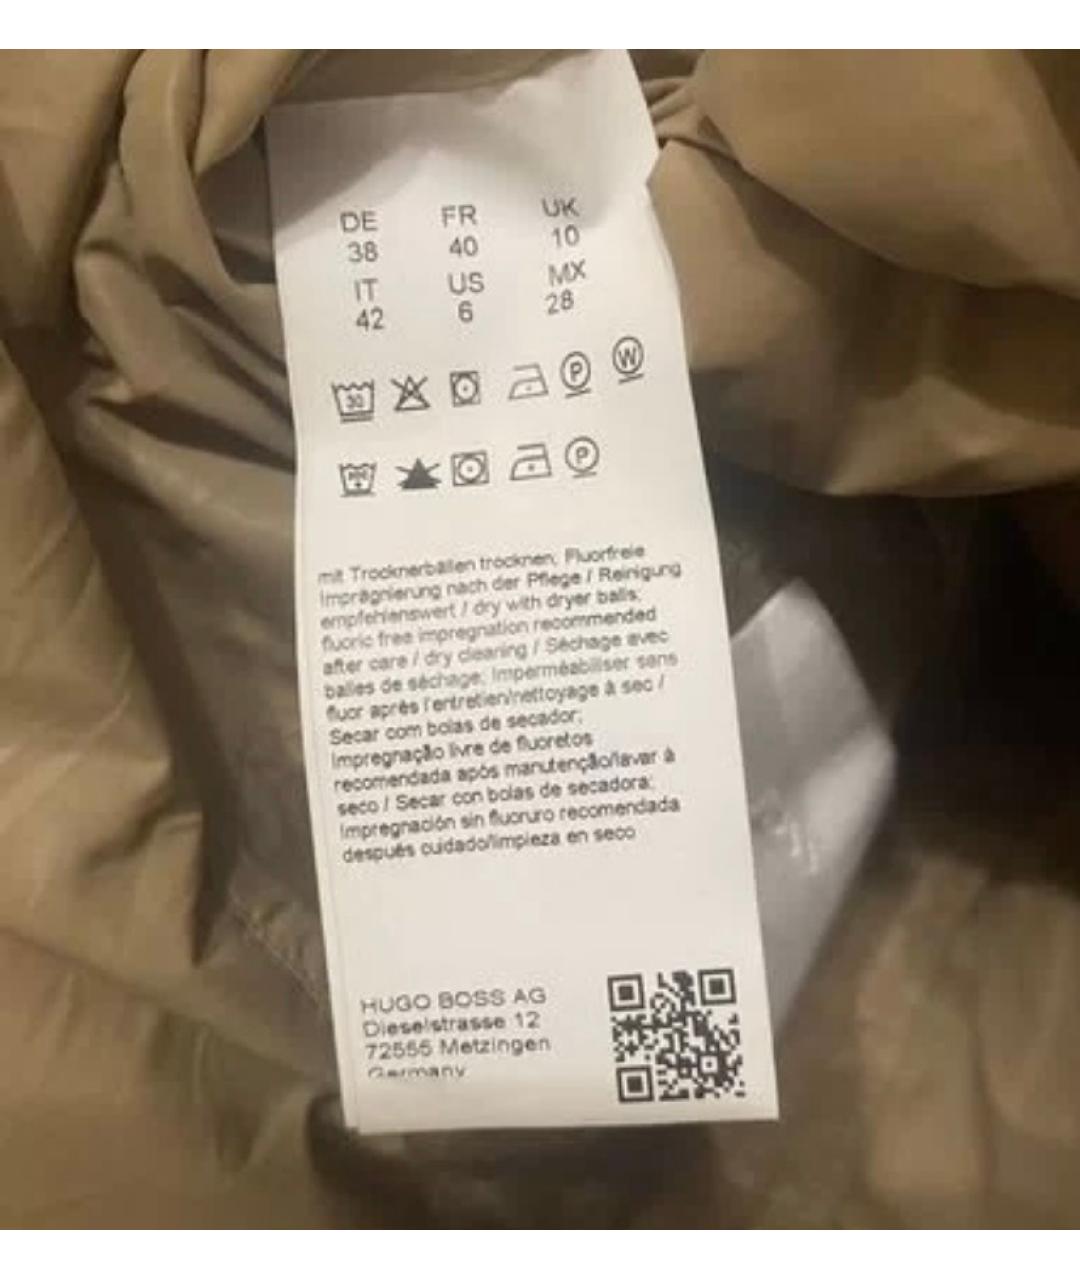 DE FR UK
38 40 10
IT US MX
42 6 28
30 P W
P
mit Trocknerbällen trocknen; Fluorfreie
Imprägnierung nach der Pflege / Reinigung
empfehlenswert / dry with dryer balls;
fluoric free impregnation recommended
after care / dry cleaning / Séchage avec
balles de séchage; Imperméabiliser sans
fluor après l'entretien/nettoyage à sec /
Secar com bolas de secador;
Impregnação livre de fluoretos
recomendada após manutenção/lavar à
seco / Secar con bolas de secadora;
Impregnación sin fluoruro recomendada
después cuidado/limpieza en seco
HUGO BOSS AG
Dieselstrasse 12
72555 Metzingen
Germany